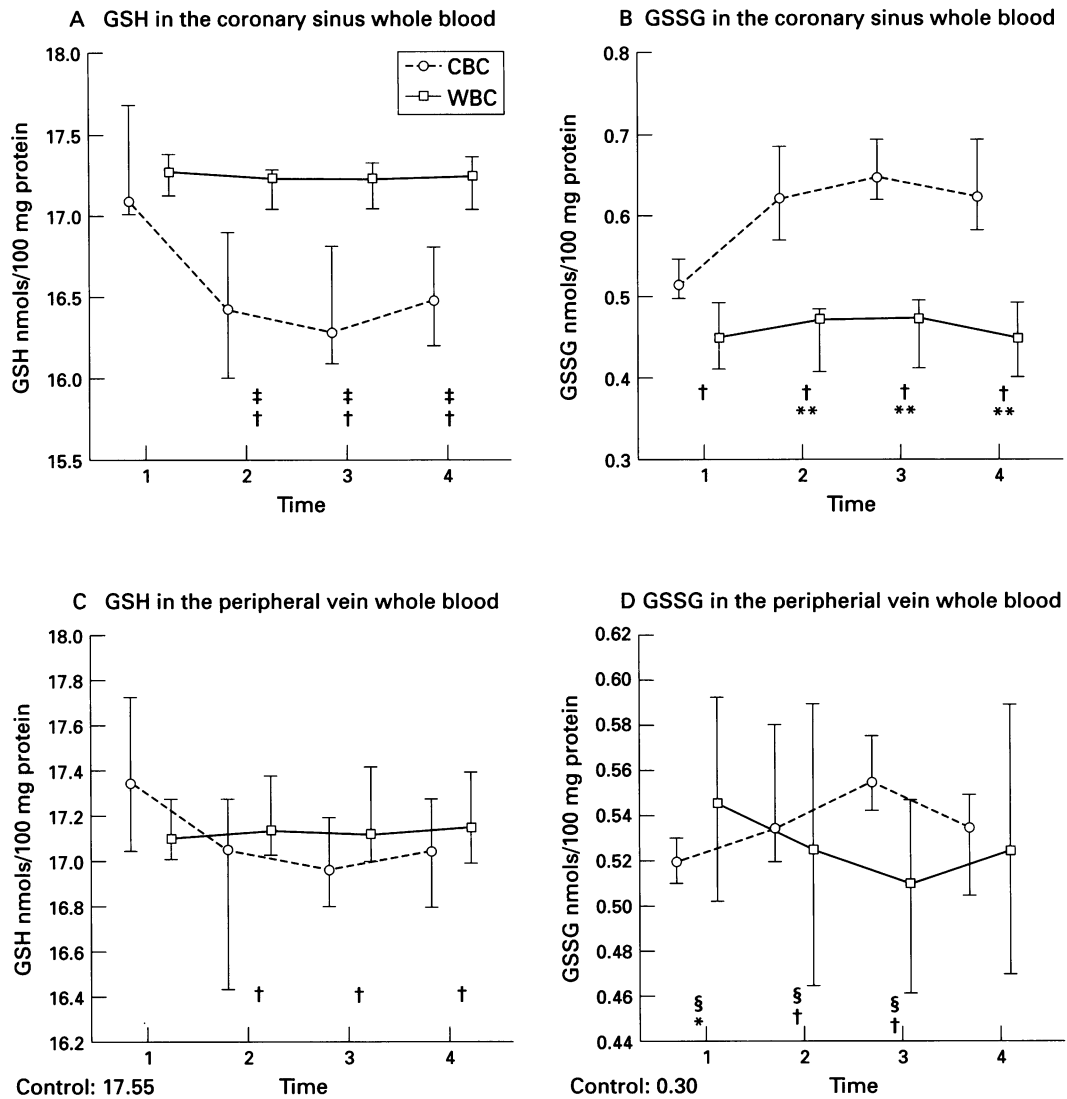 A GSH in the coronary sinus whole blood
18.0
17.5
17.0
16.5
16.0
15.5
GSH nmols/100 mg protein
CBC
WBC
‡ ‡ ‡
† † †
1 2 3 4
Time
B GSSG in the coronary sinus whole blood
0.8
0.7
0.6
0.5
0.4
0.3
GSSG nmols/100 mg protein
† † † †
** ** **
1 2 3 4
Time
C GSH in the peripheral vein whole blood
18.0
17.8
17.6
17.4
17.2
17.0
16.8
16.6
16.4
16.2
GSH nmols/100 mg protein
† † †
1 2 3 4
Control: 17.55 Time
D GSSG in the peripherial vein whole blood
0.62
0.60
0.58
0.56
0.54
0.52
0.50
0.48
0.46
0.44
GSSG nmols/100 mg protein
§ § §
* † †
1 2 3 4
Control: 0.30 Time